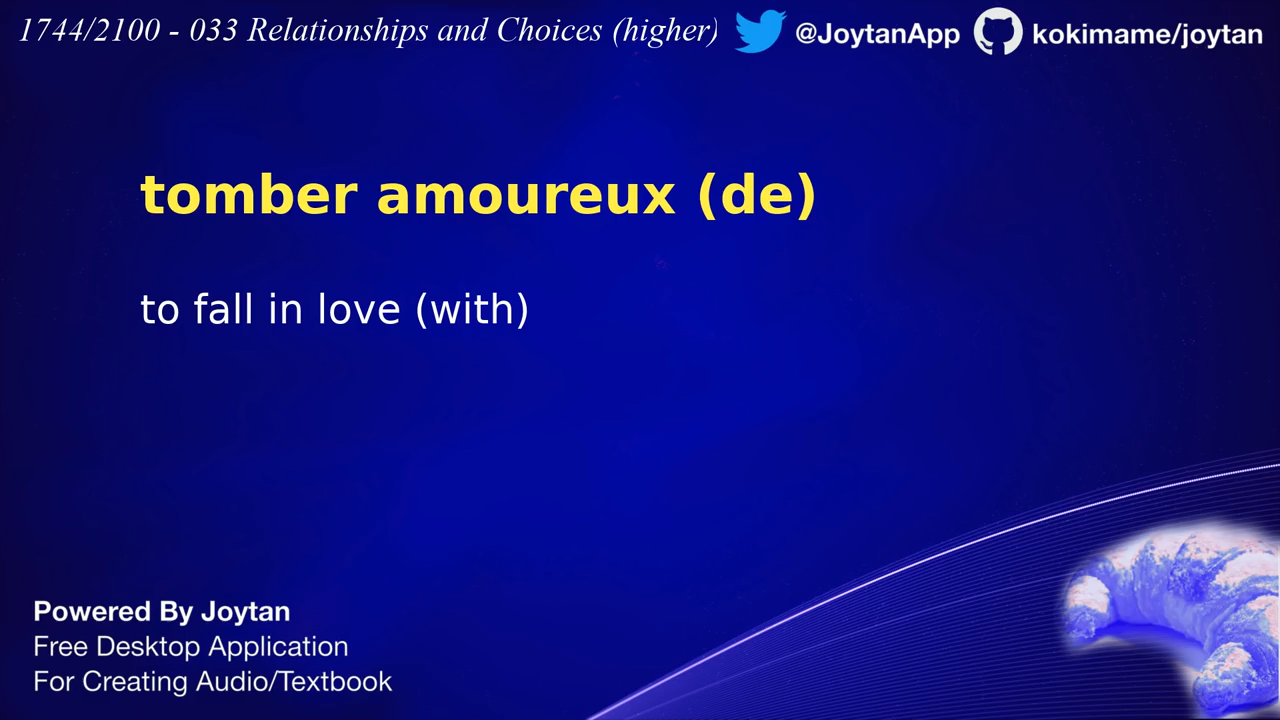 1744/2100 - 033 Relationships and Choices (higher)
@JoytanApp
kokimame/joytan
tomber amoureux (de)
to fall in love (with)
Powered By Joytan
Free Desktop Application
For Creating Audio/Textbook